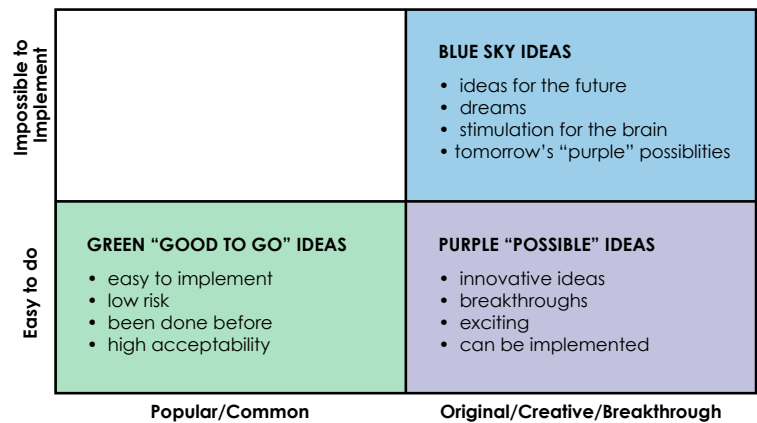 Impossible to
Implement
BLUE SKY IDEAS
• ideas for the future
• dreams
• stimulation for the brain
• tomorrow’s “purple” possiblities
Easy to do
GREEN “GOOD TO GO” IDEAS
• easy to implement
• low risk
• been done before
• high acceptability
PURPLE “POSSIBLE” IDEAS
• innovative ideas
• breakthroughs
• exciting
• can be implemented
Popular/Common
Original/Creative/Breakthrough